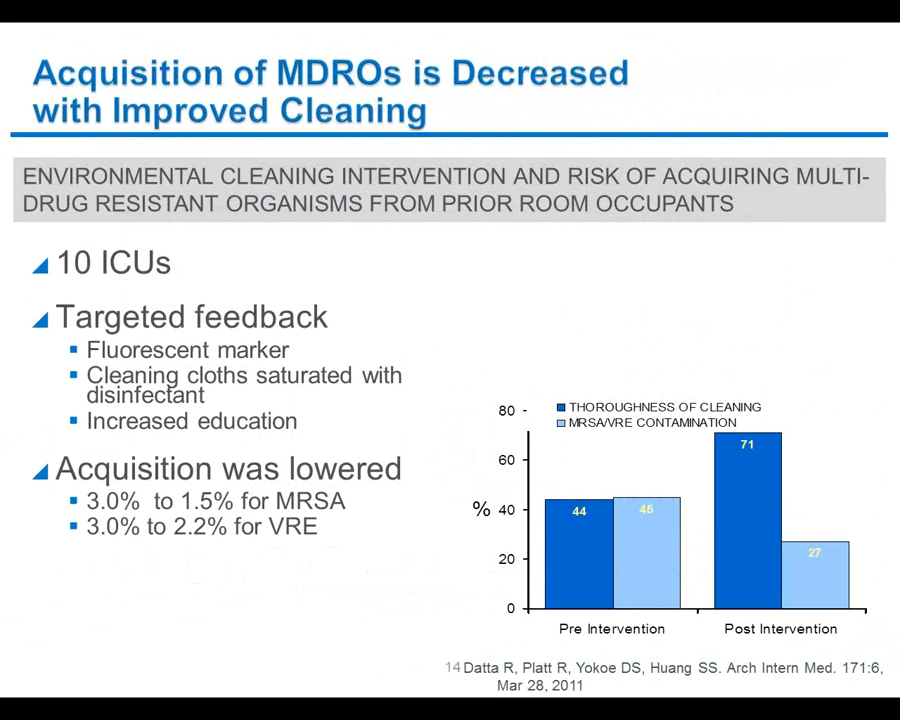 Acquisition of MDROs is Decreased
with Improved Cleaning
ENVIRONMENTAL CLEANING INTERVENTION AND RISK OF ACQUIRING MULTI-
DRUG RESISTANT ORGANISMS FROM PRIOR ROOM OCCUPANTS
10 ICUs
Targeted feedback
Fluorescent marker
Cleaning cloths saturated with
disinfectant
Increased education
Acquisition was lowered
3.0% to 1.5% for MRSA
3.0% to 2.2% for VRE
THOROUGHNESS OF CLEANING
MRSA/VRE CONTAMINATION
80
60
%
40
20
0
44
45
71
27
Pre Intervention
Post Intervention
14 Datta R, Platt R, Yokoe DS, Huang SS. Arch Intern Med. 171:6,
Mar 28, 2011